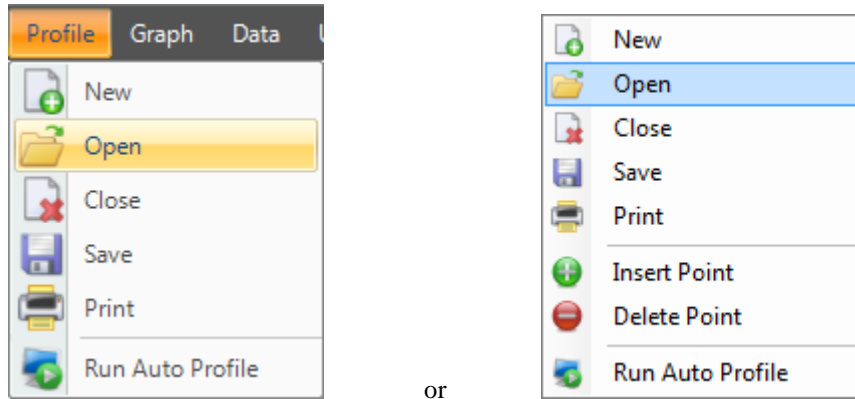 Profile Graph Data
New
Open
Close
Save
Print
Run Auto Profile
or
New
Open
Close
Save
Print
Insert Point
Delete Point
Run Auto Profile